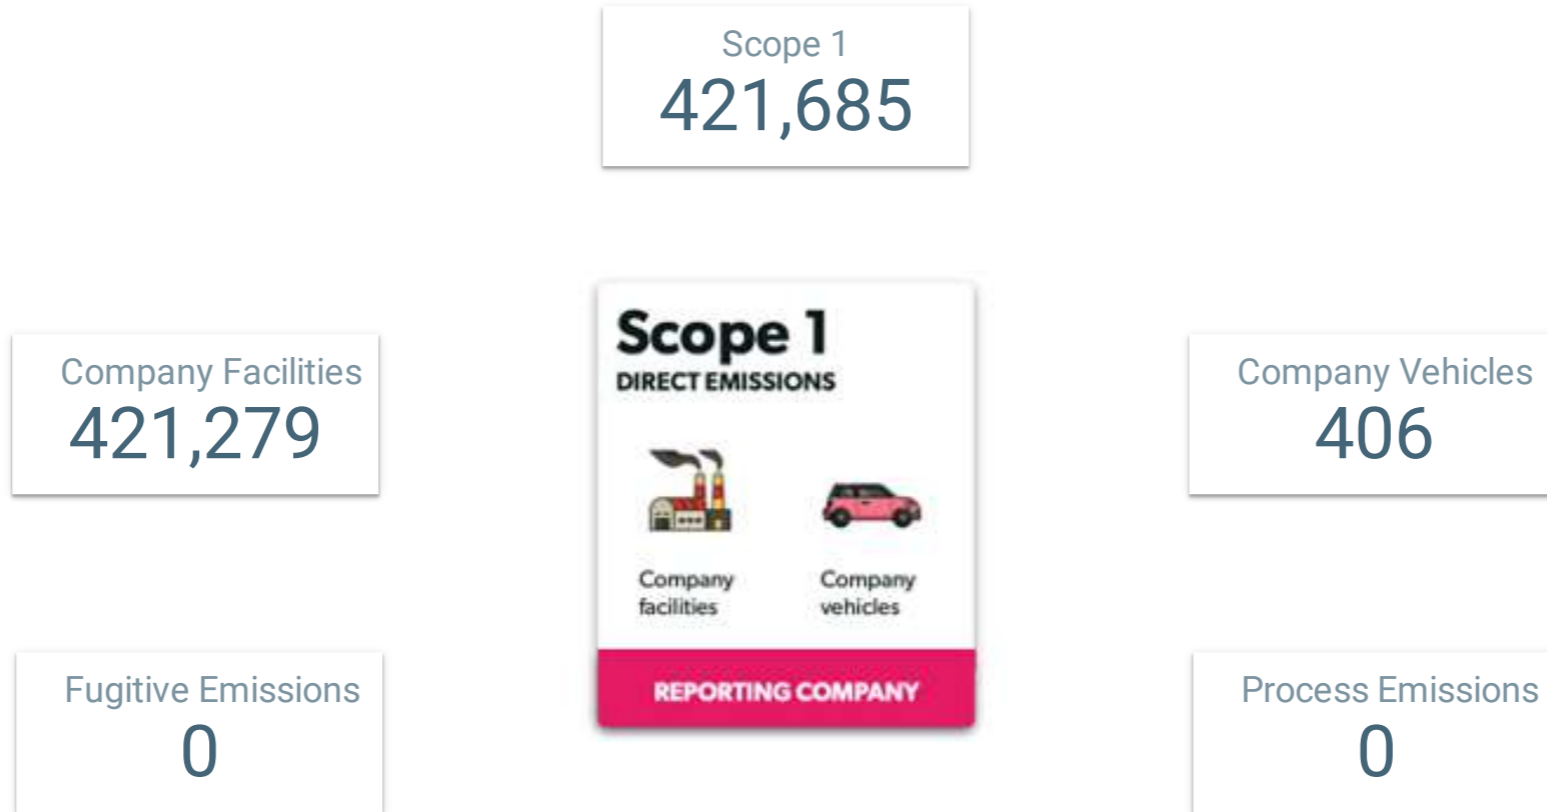 Scope 1
421,685
Company Facilities
421,279
Scope 1
DIRECT EMISSIONS
Company
facilities
Company
vehicles
REPORTING COMPANY
Company Vehicles
406
Fugitive Emissions
0
Process Emissions
0